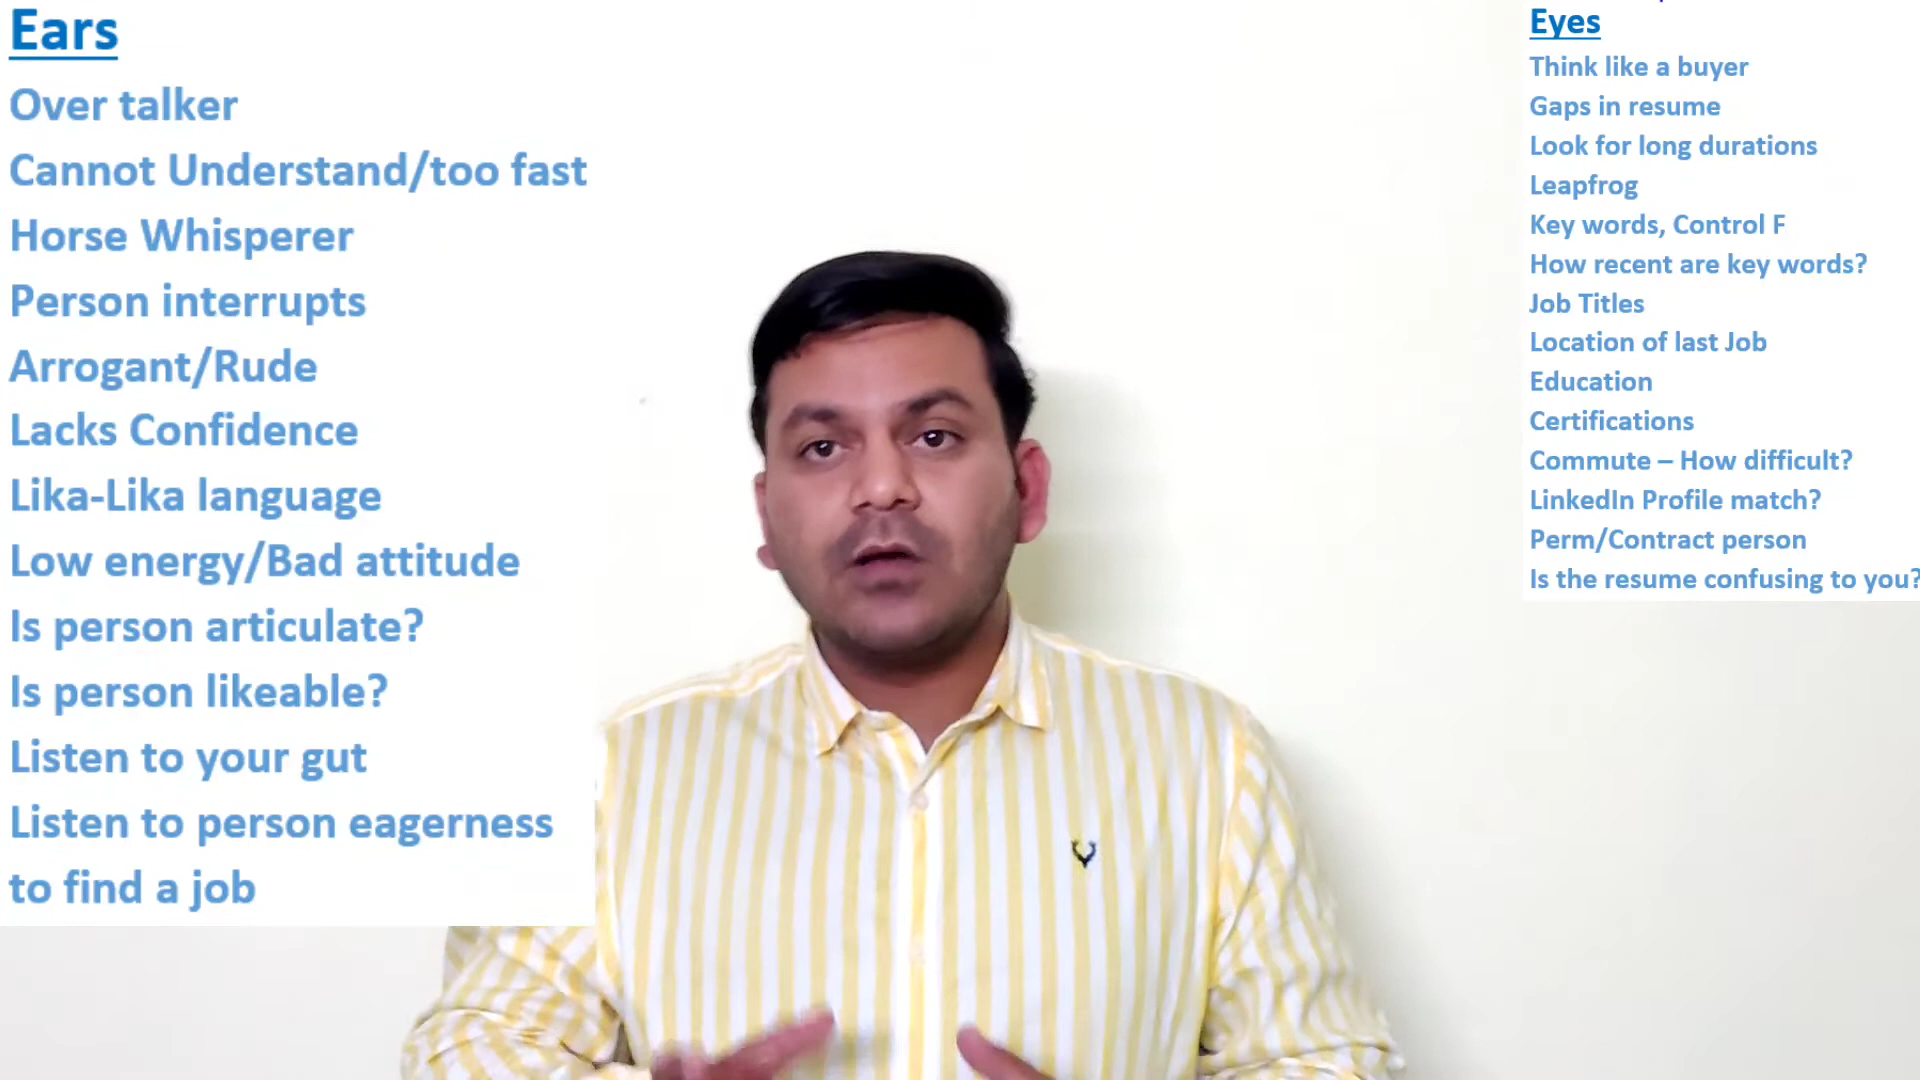 Ears
Over talker
Cannot Understand/too fast
Horse Whisperer
Person interrupts
Arrogant/Rude
Lacks Confidence
Lika-Lika language
Low energy/Bad attitude
Is person articulate?
Is person likeable?
Listen to your gut
Listen to person eagerness
to find a job
Eyes
Think like a buyer
Gaps in resume
Look for long durations
Leapfrog
Key words, Control F
How recent are key words?
Job Titles
Location of last Job
Education
Certifications
Commute – How difficult?
LinkedIn Profile match?
Perm/Contract person
Is the resume confusing to you?